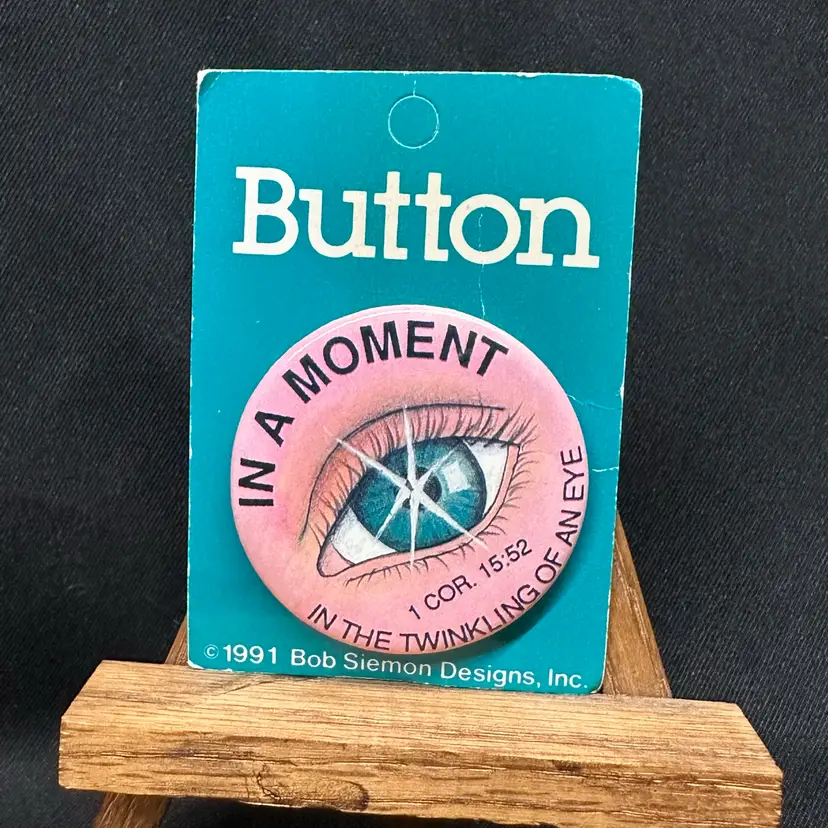 Button
IN A MOMENT
1 COR. 15:52
IN THE TWINKLING OF AN EYE
© 1991 Bob Siemon Designs, Inc.